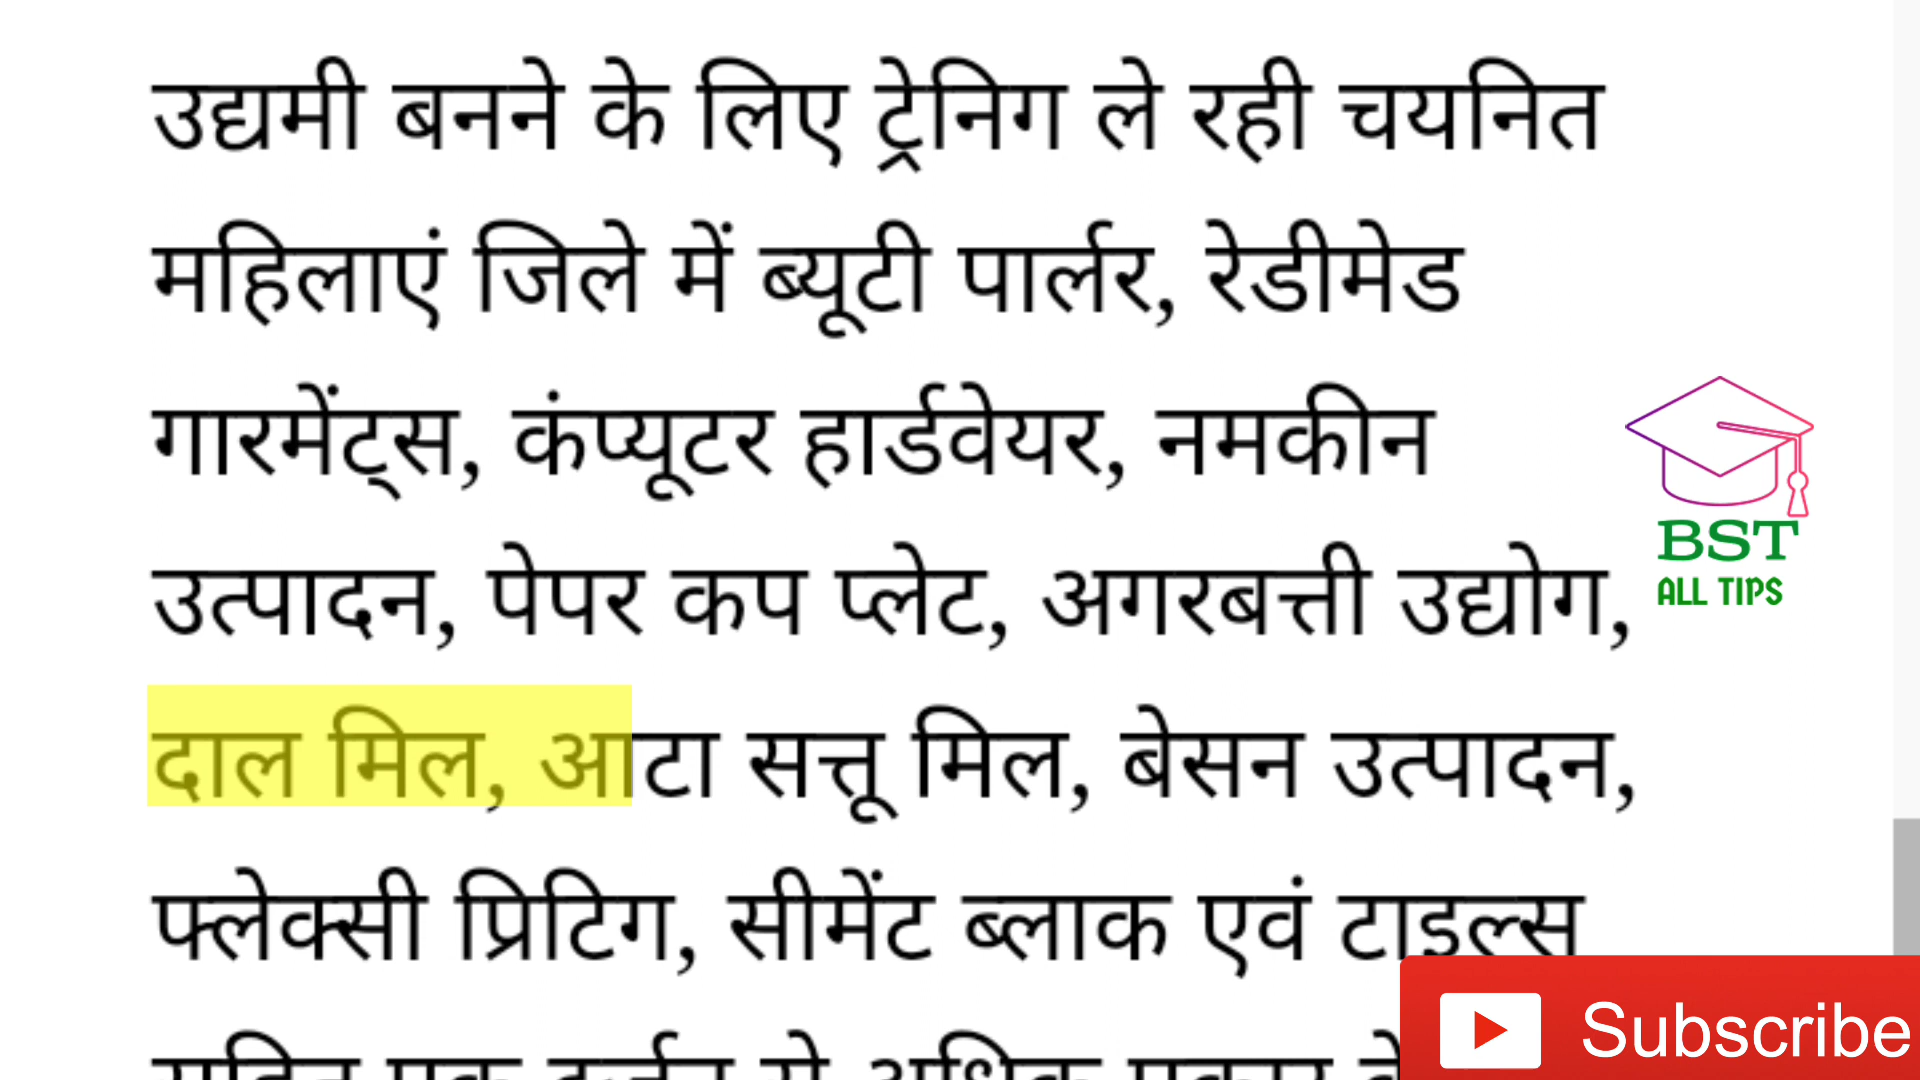 उद्यमी बनने के लिए ट्रेनिग ले रही चयनित
महिलाएं जिले में ब्यूटी पार्लर, रेडीमेड
गारमेंट्स, कंप्यूटर हार्डवेयर, नमकीन
उत्पादन, पेपर कप प्लेट, अगरबत्ती उद्योग,
दाल मिल, आटा सत्तू मिल, बेसन उत्पादन,
फ्लेक्सी प्रिटिग, सीमेंट ब्लाक एवं टाइल्स
BST
ALL TIPS
Subscribe